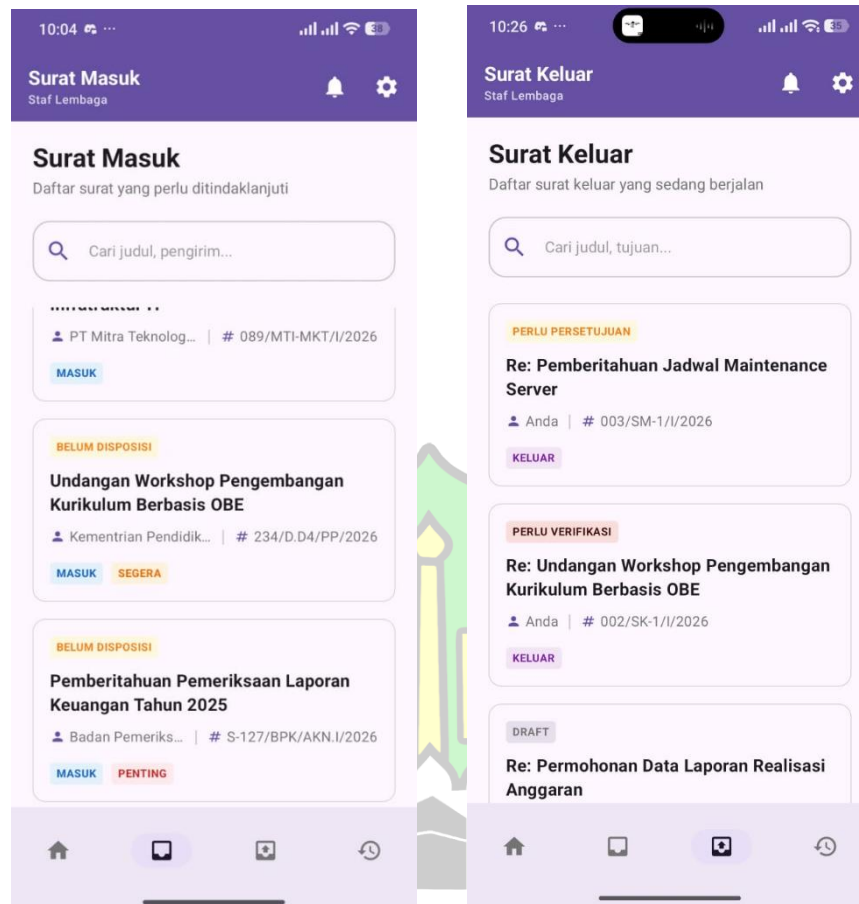 10:04
38
Surat Masuk
Staf Lembaga
Surat Masuk
Daftar surat yang perlu ditindaklanjuti
Cari judul, pengirim...
PT Mitra Teknolog... | # 089/MTI-MKT/I/2026
MASUK
BELUM DISPOSISI
Undangan Workshop Pengembangan
Kurikulum Berbasis OBE
Kementrian Pendidik... | # 234/D.D4/PP/2026
MASUK SEGERA
BELUM DISPOSISI
Pemberitahuan Pemeriksaan Laporan
Keuangan Tahun 2025
Badan Pemeriks... | # S-127/BPK/AKN.I/2026
MASUK PENTING
10:26
35
Surat Keluar
Staf Lembaga
Surat Keluar
Daftar surat keluar yang sedang berjalan
Cari judul, tujuan...
PERLU PERSETUJUAN
Re: Pemberitahuan Jadwal Maintenance
Server
Anda | # 003/SM-1/I/2026
KELUAR
PERLU VERIFIKASI
Re: Undangan Workshop Pengembangan
Kurikulum Berbasis OBE
Anda | # 002/SK-1/I/2026
KELUAR
DRAFT
Re: Permohonan Data Laporan Realisasi
Anggaran